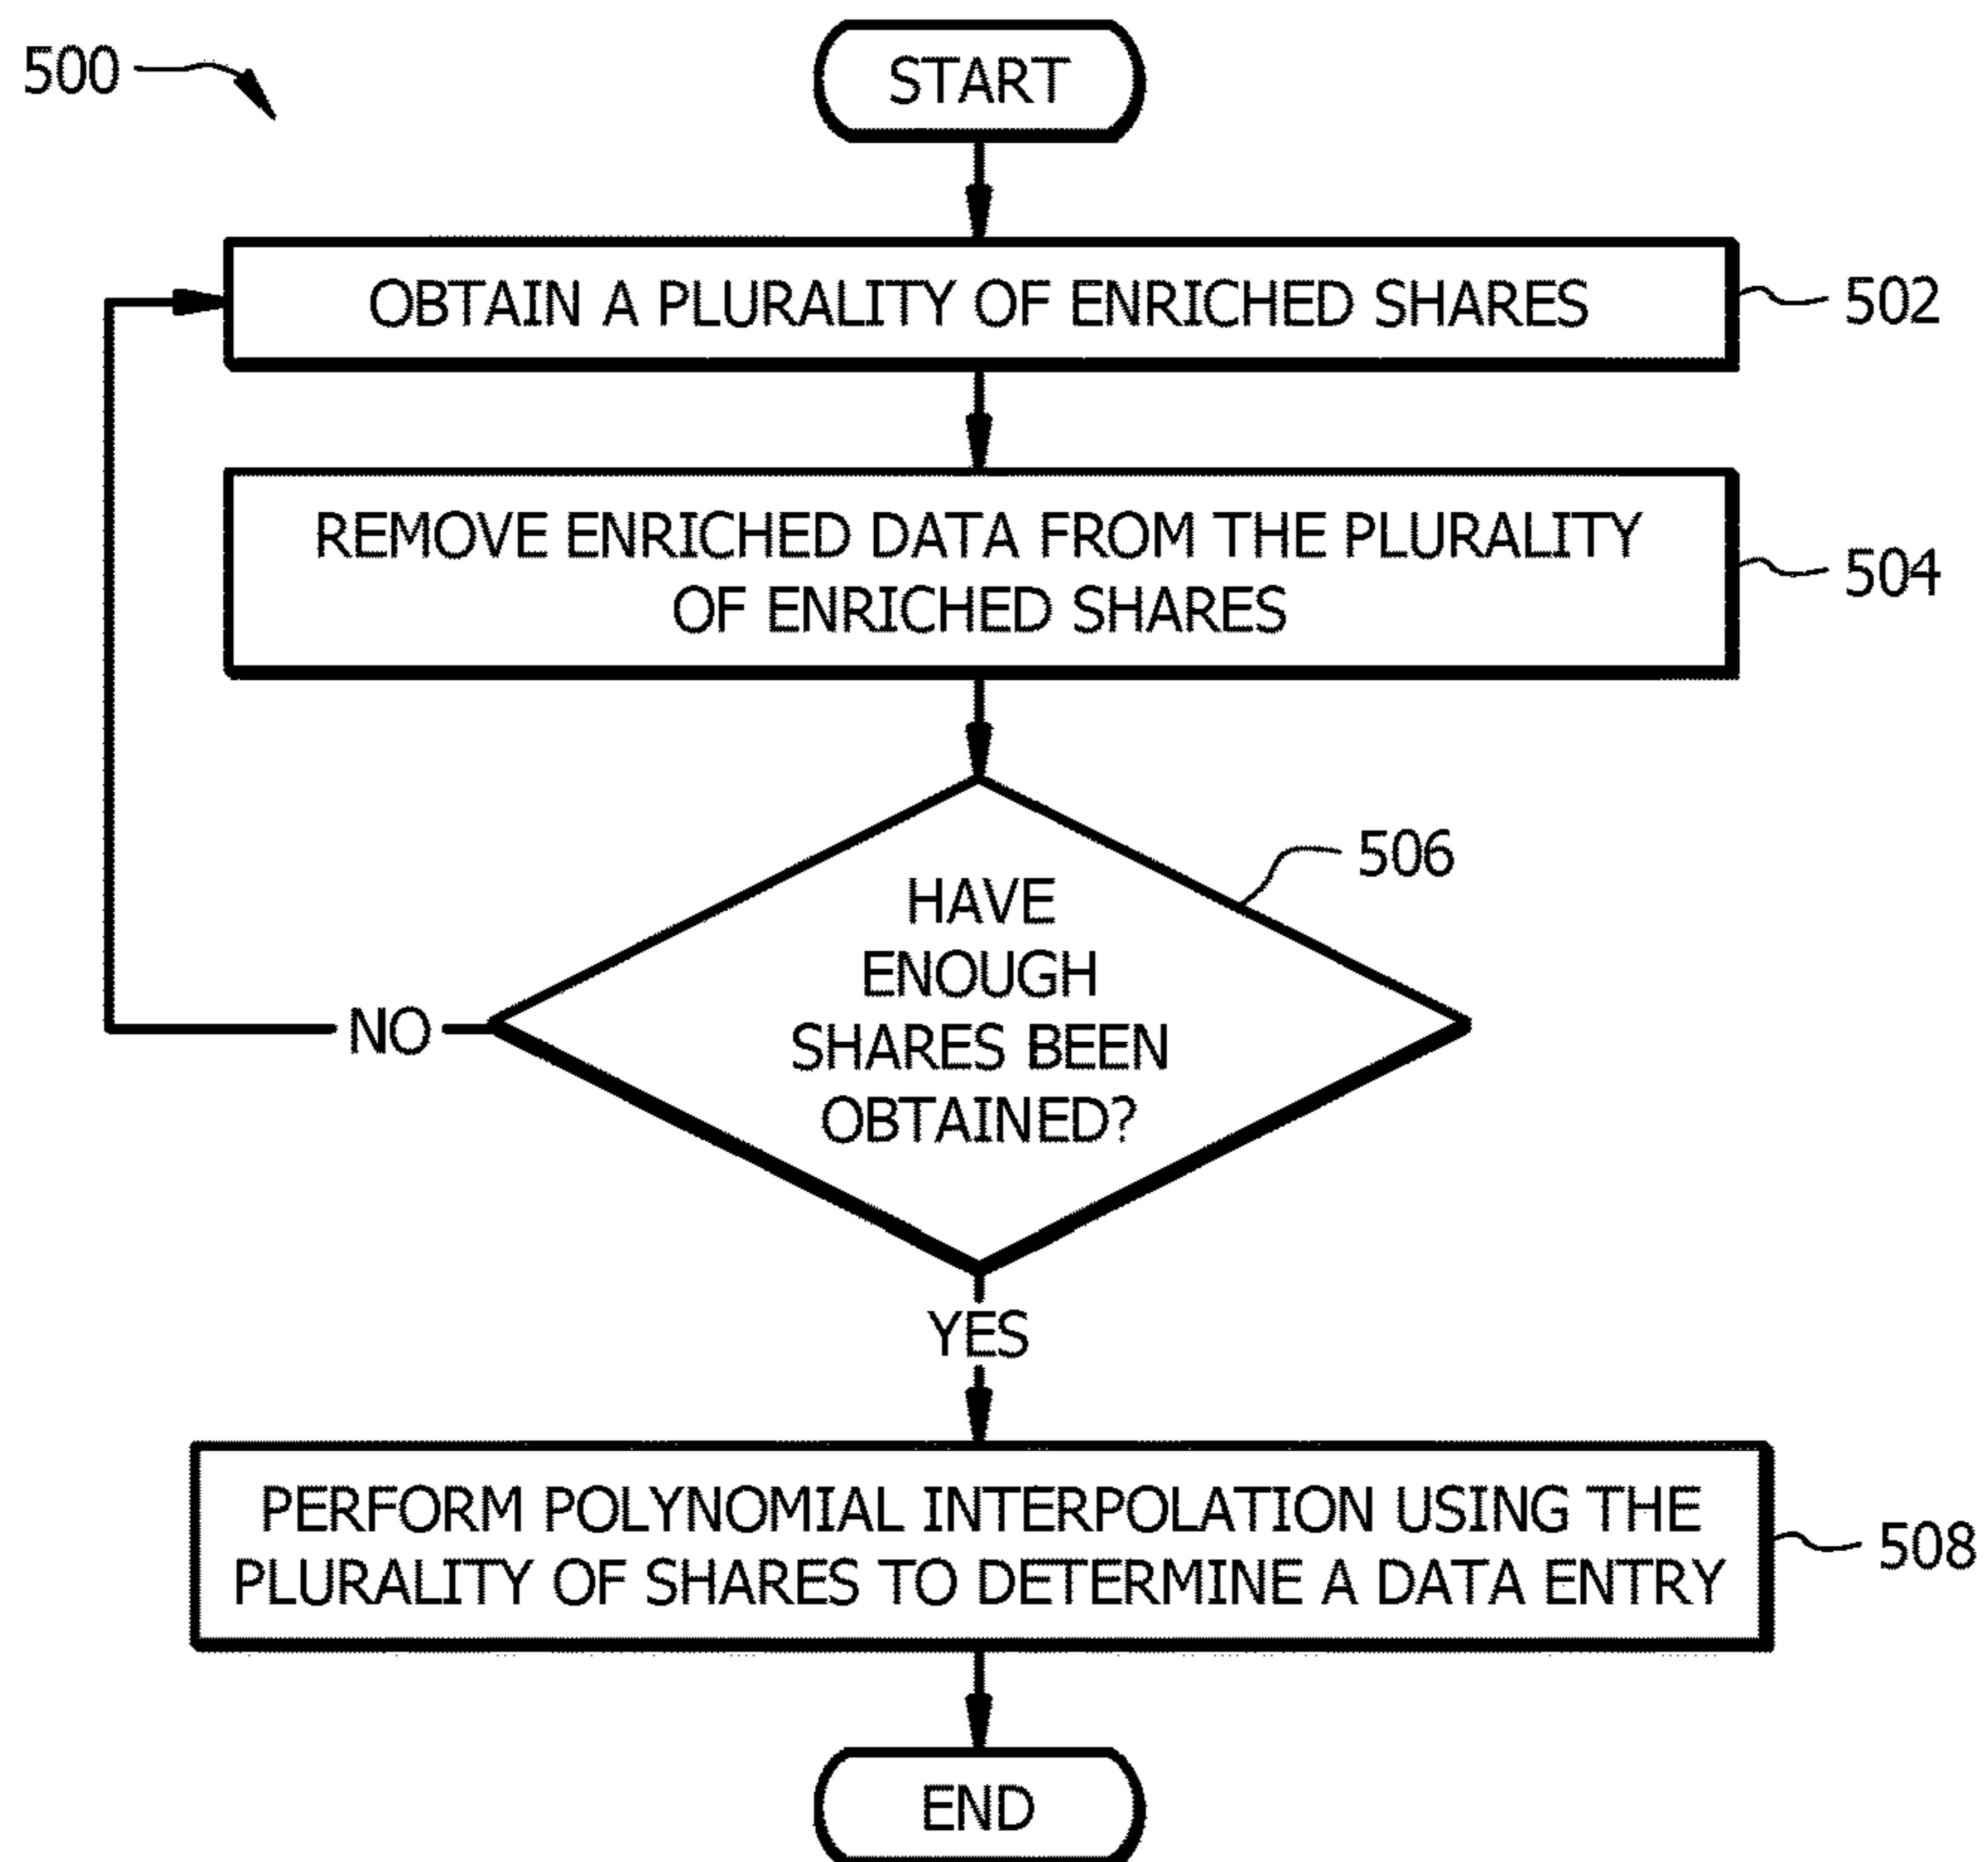 500
START
OBTAIN A PLURALITY OF ENRICHED SHARES
502
REMOVE ENRICHED DATA FROM THE PLURALITY
OF ENRICHED SHARES
504
506
HAVE
ENOUGH
SHARES BEEN
OBTAINED?
NO
YES
PERFORM POLYNOMIAL INTERPOLATION USING THE
PLURALITY OF SHARES TO DETERMINE A DATA ENTRY
508
END